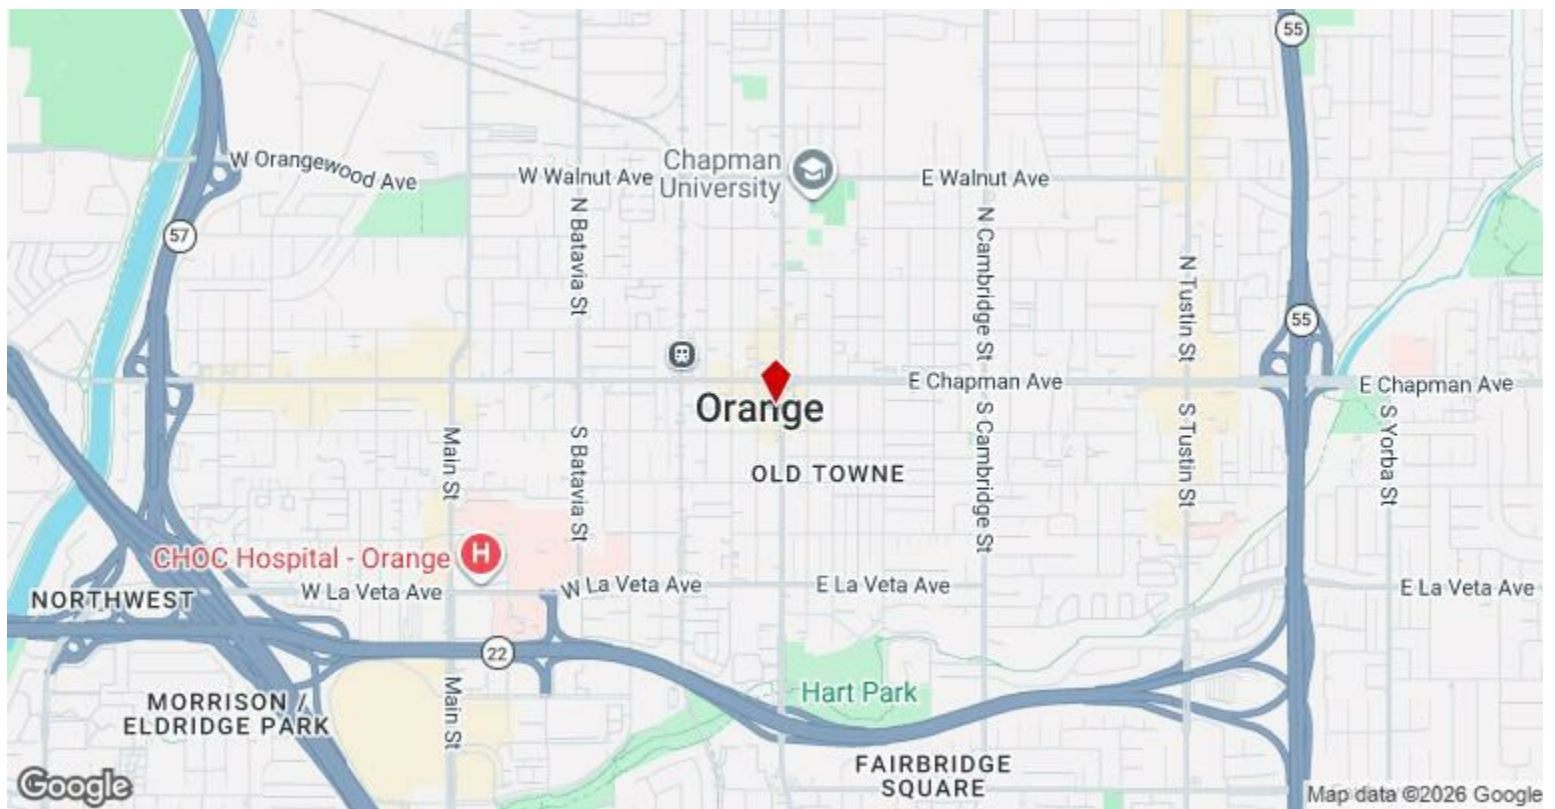 55
W Orangewood Ave
W Walnut Ave
Chapman
University
E Walnut Ave
57
N Batavia St
N Cambridge St
N Tustin St
55
E Chapman Ave
E Chapman Ave
Orange
Main St
S Batavia St
OLD TOWNE
S Cambridge St
S Tustin St
S Yorba St
CHOC Hospital - Orange
H
NORTHWEST
W La Veta Ave
W La Veta Ave
E La Veta Ave
E La Veta Ave
22
MORRISON /
ELDRIDGE PARK
Main St
Hart Park
FAIRBRIDGE
SQUARE
Google
Map data ©2026 Google